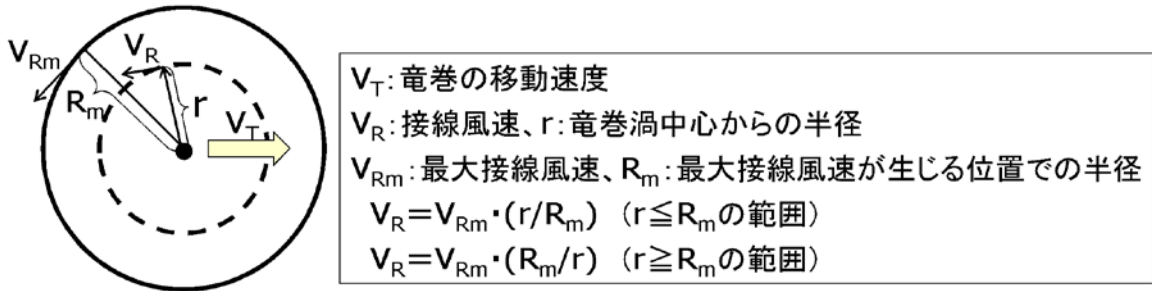 V_Rm
V_R
R_m
r
V_T
V_T:竜巻の移動速度
V_R:接線風速、r:竜巻渦中心からの半径
V_Rm:最大接線風速、R_m:最大接線風速が生じる位置での半径
V_R=V_Rm・(r/R_m) (r≦R_mの範囲)
V_R=V_Rm・(R_m/r) (r≧R_mの範囲)